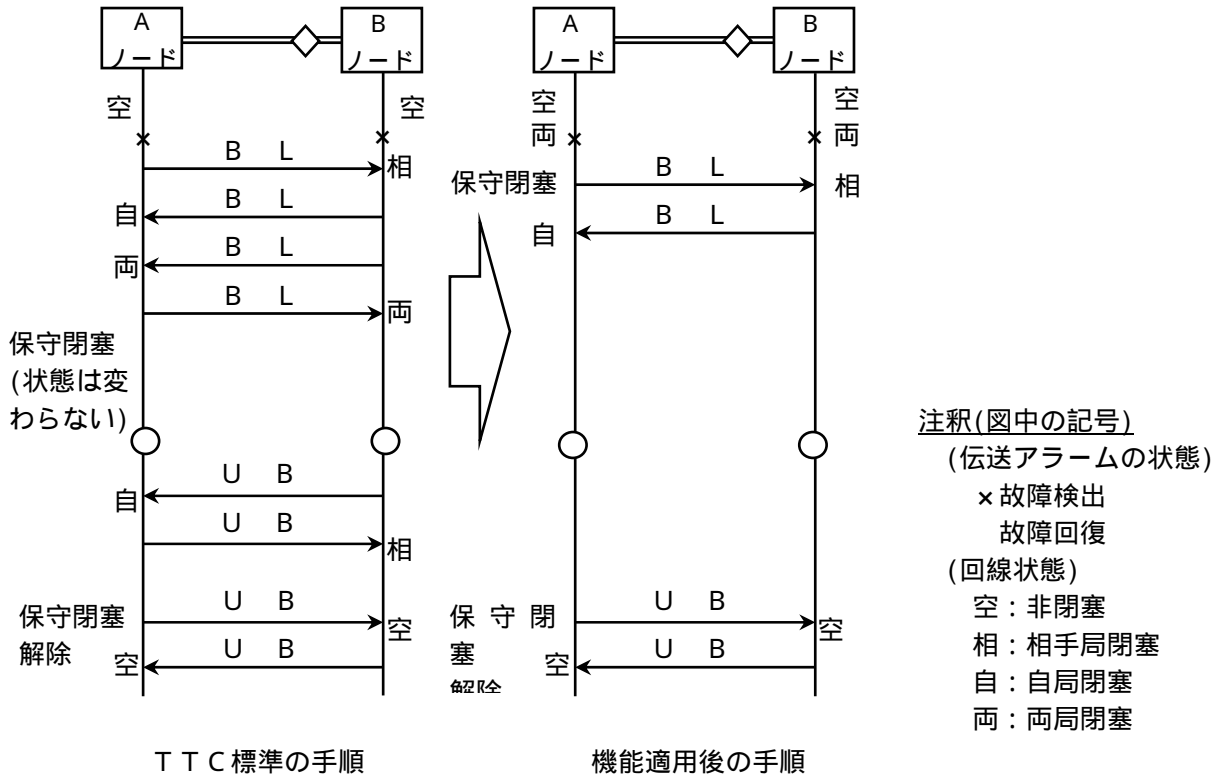 A
ノード
B
ノード
空
空
B L
相
B L
自
B L
両
B L
両
保守閉塞
(状態は変
わらない)
U B
自
U B
相
保守閉塞
解除
U B
空
U B
空
TTC標準の手順
A
ノード
B
ノード
空
両
空
両
保守閉塞
B L
相
B L
自
保 守 閉
塞
解除
U B
空
U B
空
機能適用後の手順
注釈(図中の記号)
(伝送アラームの状態)
×故障検出
故障回復
(回線状態)
空:非閉塞
相:相手局閉塞
自:自局閉塞
両:両局閉塞